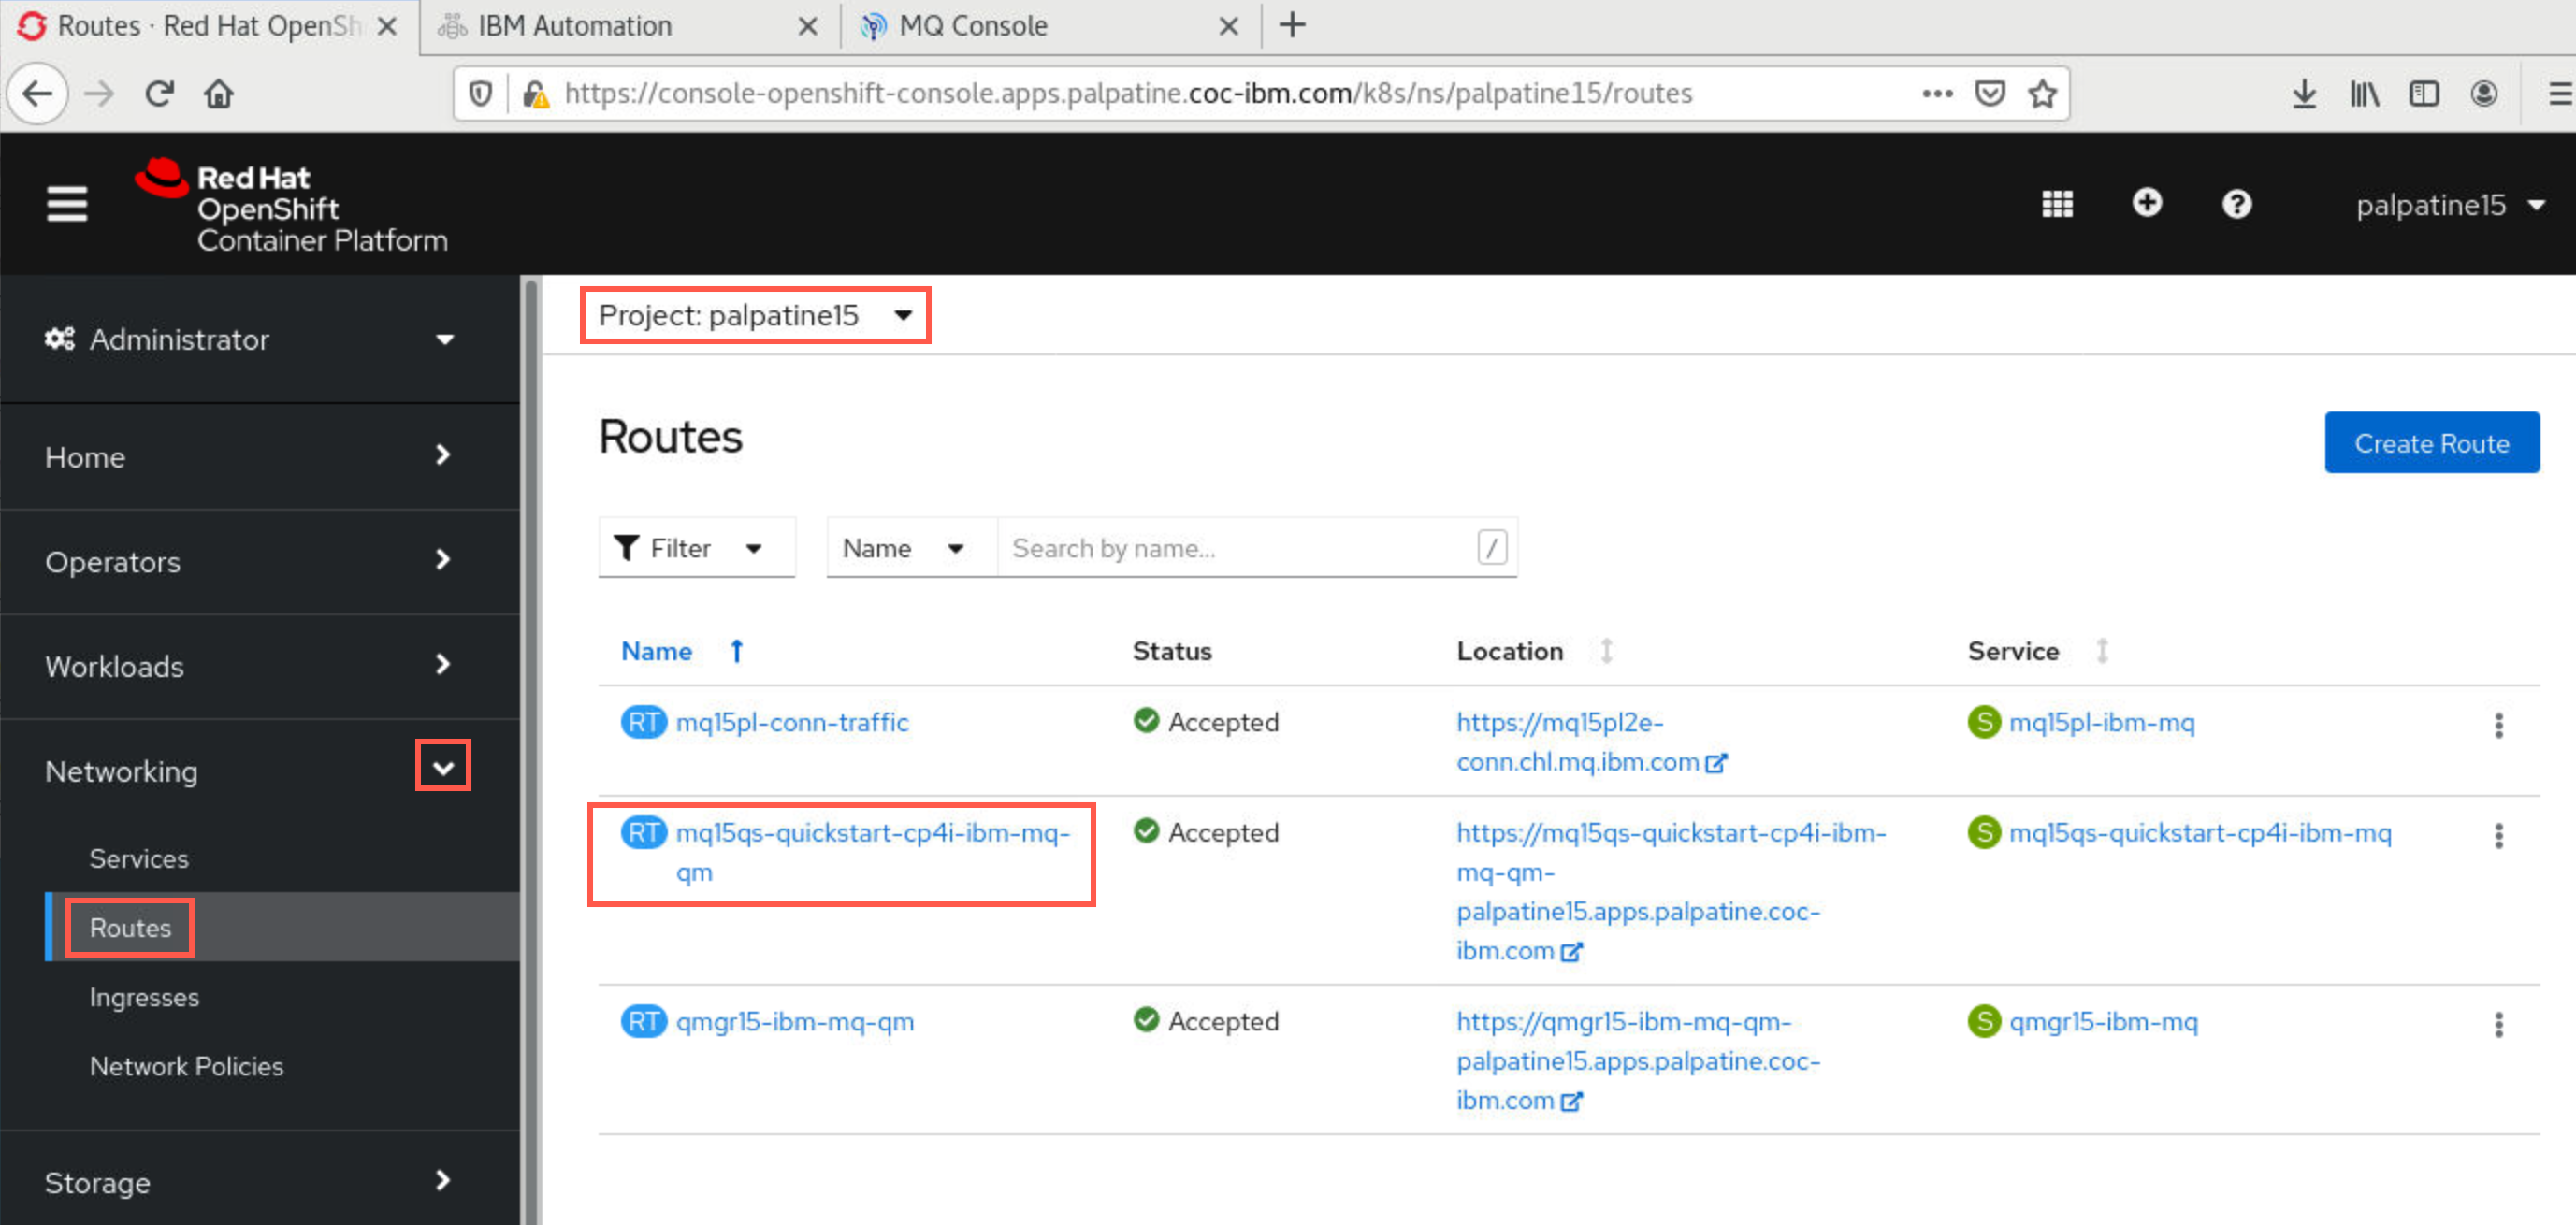 Routes · Red Hat OpenSh
IBM Automation
MQ Console
https://console-openshift-console.apps.palpatine.coc-ibm.com/k8s/ns/palpatine15/routes
Red Hat
OpenShift
Container Platform
palpatine15
Administrator
Home
Operators
Workloads
Networking
Services
Routes
Ingresses
Network Policies
Storage
Project: palpatine15
Routes
Create Route
Filter
Name
Search by name...
/
Name
Status
Location
Service
RT mq15pl-conn-traffic
Accepted
https://mq15pl2e-
conn.chl.mq.ibm.com
S mq15pl-ibm-mq
RT mq15qs-quickstart-cp4i-ibm-mq-
qm
Accepted
https://mq15qs-quickstart-cp4i-ibm-
mq-qm-
palpatine15.apps.palpatine.coc-
ibm.com
S mq15qs-quickstart-cp4i-ibm-mq
RT qmgr15-ibm-mq-qm
Accepted
https://qmgr15-ibm-mq-qm-
palpatine15.apps.palpatine.coc-
ibm.com
S qmgr15-ibm-mq